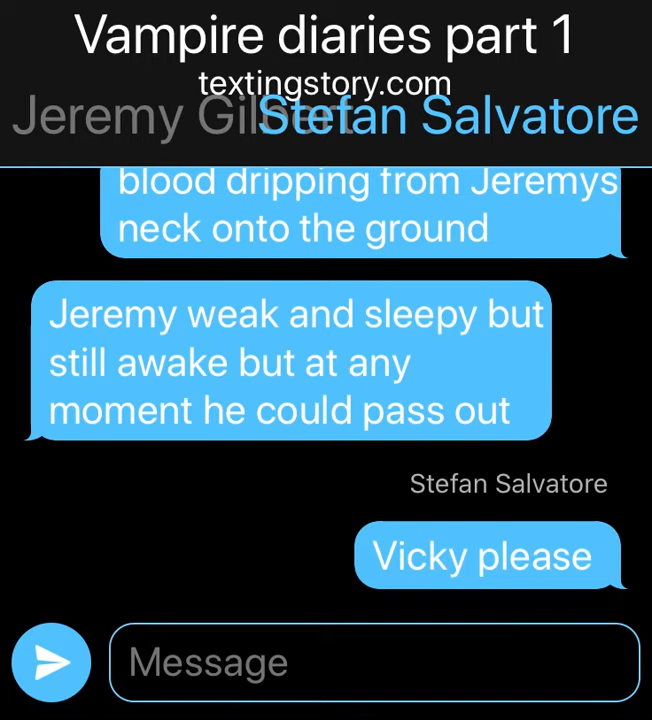 Vampire diaries part 1
textingstory.com
Jeremy Gilbert Stefan Salvatore
blood dripping from Jeremys
neck onto the ground
Jeremy weak and sleepy but
still awake but at any
moment he could pass out
Stefan Salvatore
Vicky please
Message